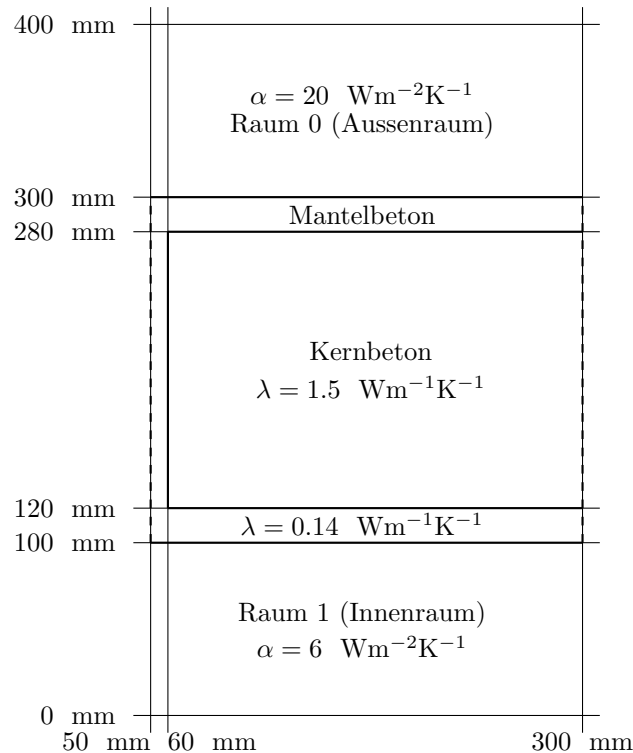 400 mm
α = 20 Wm⁻²K⁻¹
Raum 0 (Aussenraum)
300 mm
Mantelbeton
280 mm
Kernbeton
λ = 1.5 Wm⁻¹K⁻¹
120 mm
λ = 0.14 Wm⁻¹K⁻¹
100 mm
Raum 1 (Innenraum)
α = 6 Wm⁻²K⁻¹
0 mm
50 mm 60 mm 300 mm